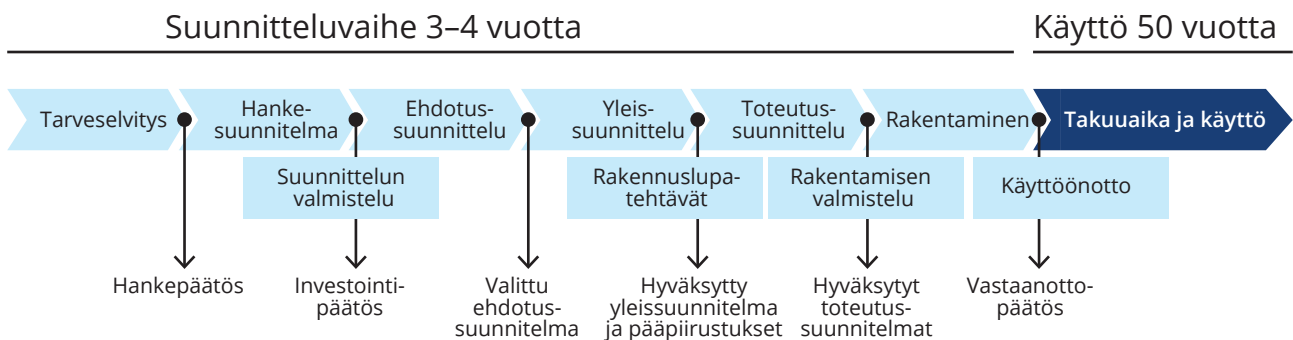 Suunnitteluvaihe 3–4 vuotta
Käyttö 50 vuotta
Tarveselvitys
Hanke-
suunnitelma
Ehdotus-
suunnittelu
Yleis-
suunnittelu
Toteutus-
suunnittelu
Rakentaminen
Takuuaika ja käyttö
Suunnittelun
valmistelu
Rakennuslupa-
tehtävät
Rakentamisen
valmistelu
Käyttöönotto
Hankepäätös
Investointi-
päätös
Valittu
ehdotus-
suunnitelma
Hyväksytty
yleissuunnitelma
ja pääpiirustukset
Hyväksytyt
toteutus-
suunnitelmat
Vastaanotto-
päätös